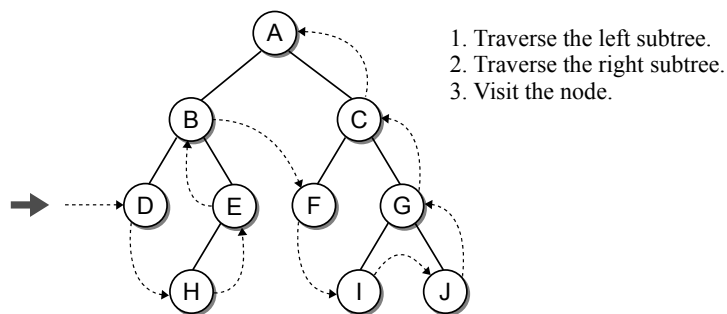 A
1. Traverse the left subtree.
2. Traverse the right subtree.
3. Visit the node.
B
C
D
E
F
G
H
I
J